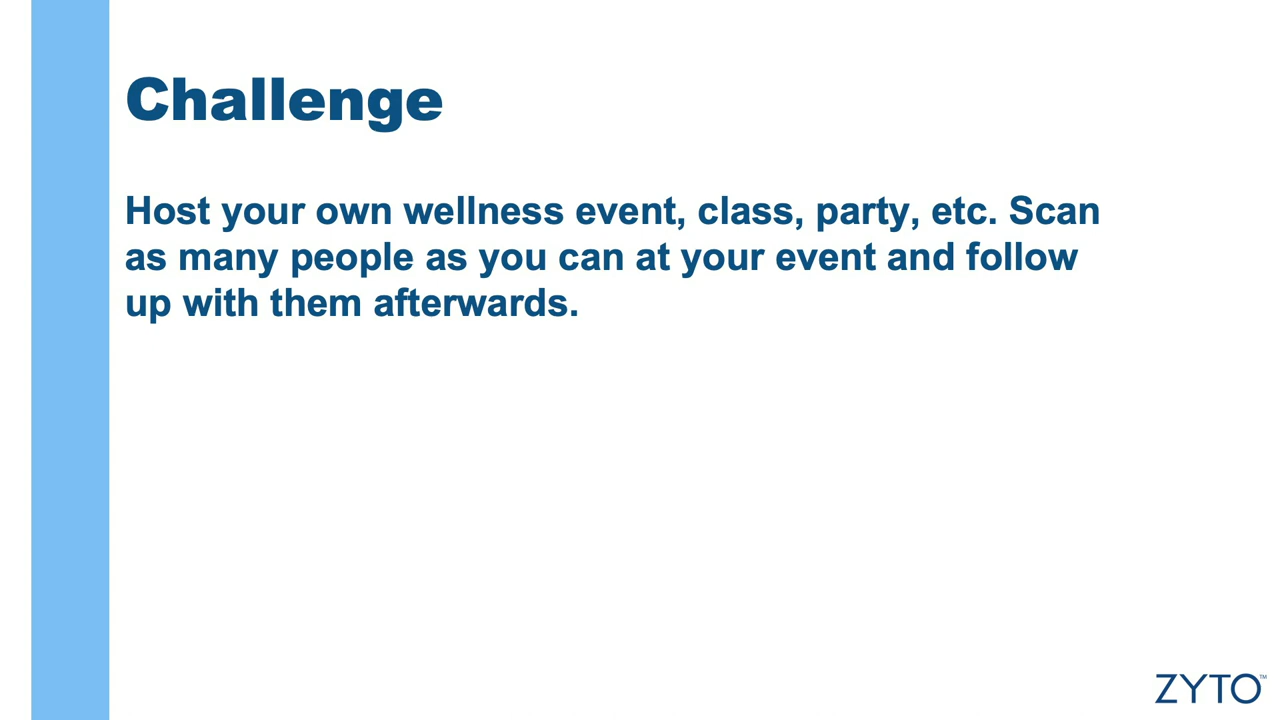 Challenge
Host your own wellness event, class, party, etc. Scan
as many people as you can at your event and follow
up with them afterwards.
ZYTO™